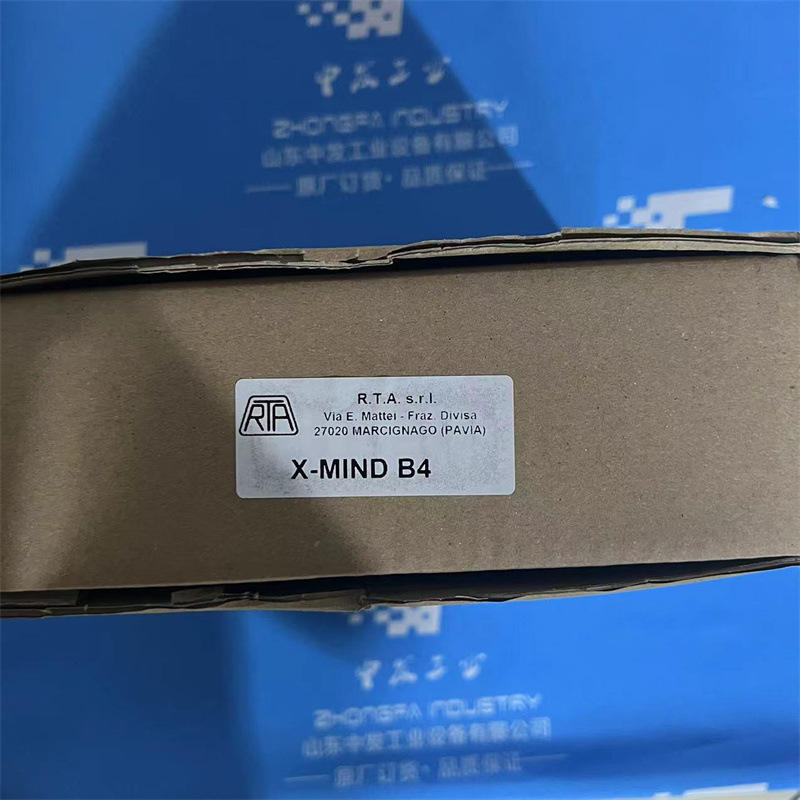 中发工业
ZHONGFA INDUSTRY
山东中发工业设备有限公司
原厂订货·品质保证
RTA
R.T.A. s.r.l.
Via E. Mattei - Fraz. Divisa
27020 MARCIGNAGO (PAVIA)
X-MIND B4
中发工业
ZHONGFA INDUSTRY
山东中发工业设备有限公司
原厂订货·品质保证